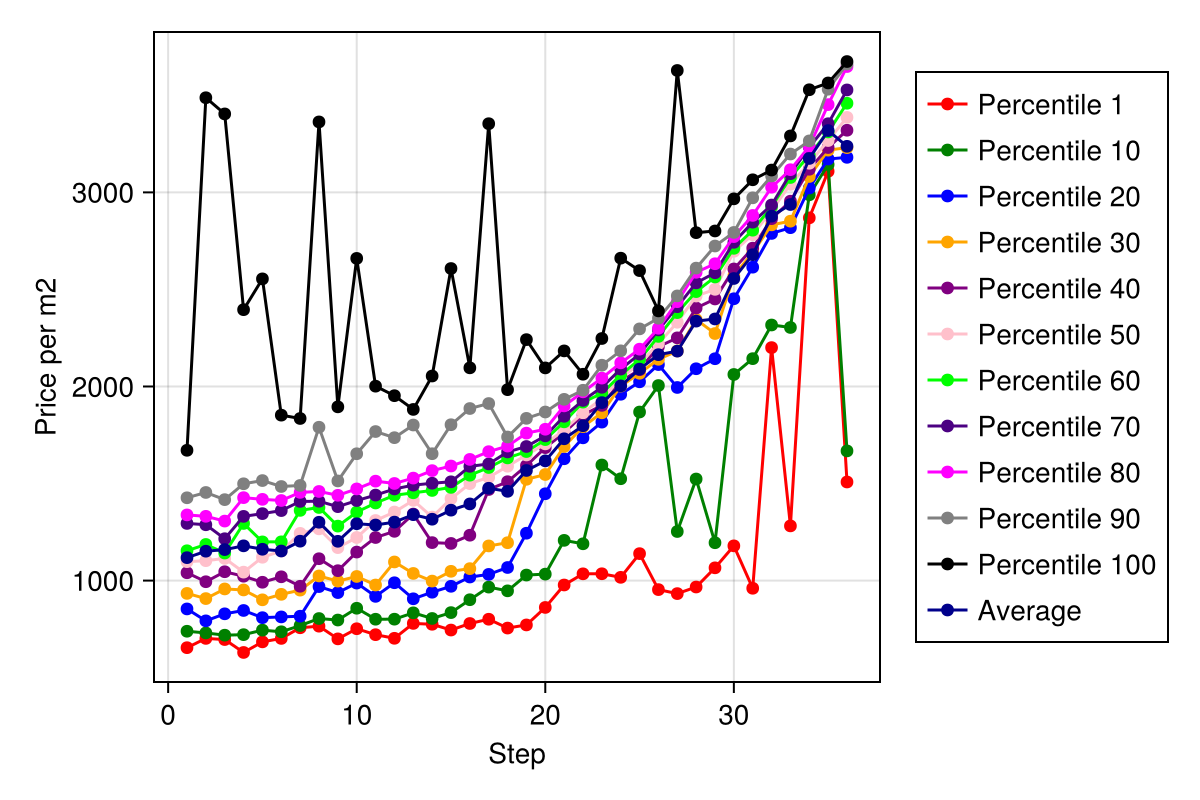 Price per m2
3000
2000
1000
0
10
20
30
Step
Percentile 1
Percentile 10
Percentile 20
Percentile 30
Percentile 40
Percentile 50
Percentile 60
Percentile 70
Percentile 80
Percentile 90
Percentile 100
Average